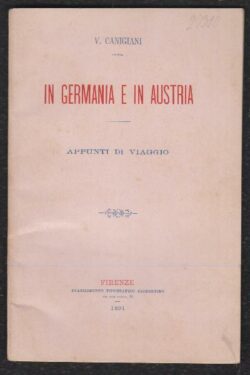 V. CANIGIANI
IN GERMANIA E IN AUSTRIA
APPUNTI DI VIAGGIO
FIRENZE
STABILIMENTO TIPOGRAFICO FIORENTINO
1891